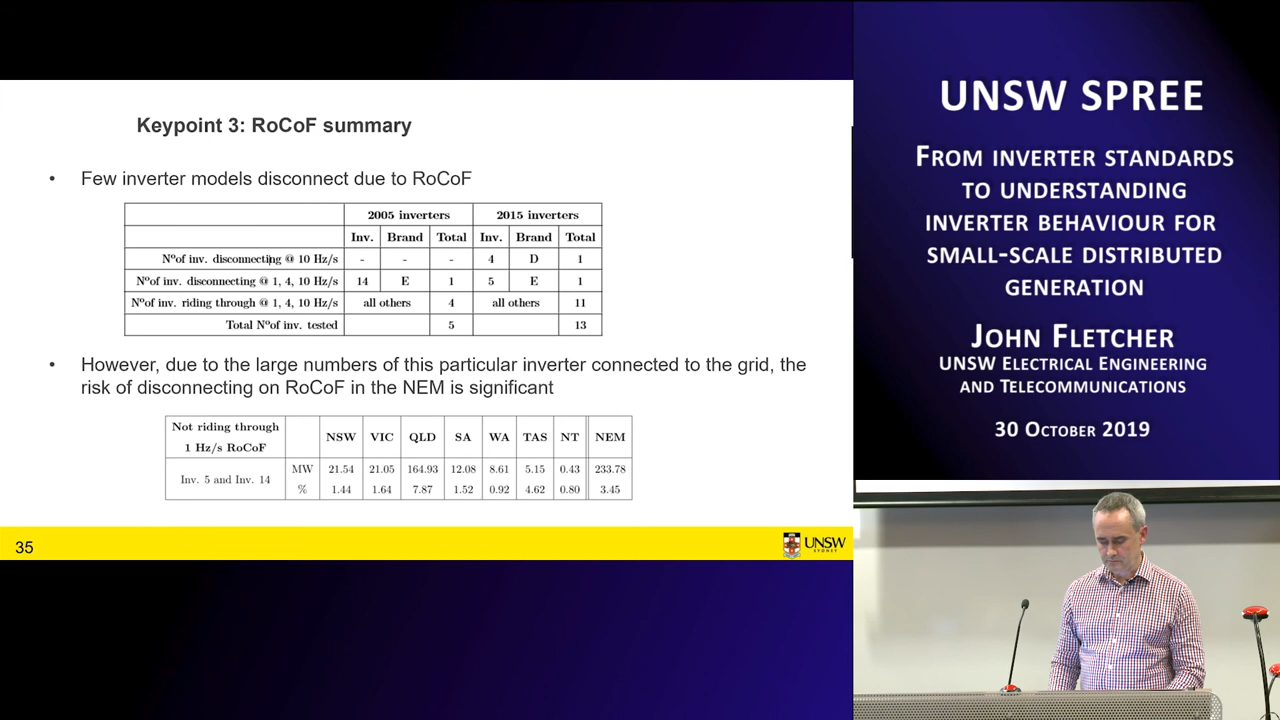 Keypoint 3: RoCoF summary
• Few inverter models disconnect due to RoCoF
2005 inverters 2015 inverters
Inv. Brand Total Inv. Brand Total
Nºof inv. disconnecting @ 10 Hz/s - - - 4 D 1
Nºof inv. disconnecting @ 1, 4, 10 Hz/s 14 E 1 5 E 1
Nºof inv. riding through @ 1, 4, 10 Hz/s all others 4 all others 11
Total Nºof inv. tested 5 13
• However, due to the large numbers of this particular inverter connected to the grid, the
risk of disconnecting on RoCoF in the NEM is significant
Not riding through
1 Hz/s RoCoF
NSW VIC QLD SA WA TAS NT NEM
Inv. 5 and Inv. 14
MW 21.54 21.05 164.93 12.08 8.61 5.15 0.43 233.78
% 1.44 1.64 7.87 1.52 0.92 4.62 0.80 3.45
35
UNSW
SYDNEY
UNSW SPREE
FROM INVERTER STANDARDS
TO UNDERSTANDING
INVERTER BEHAVIOUR FOR
SMALL-SCALE DISTRIBUTED
GENERATION
JOHN FLETCHER
UNSW ELECTRICAL ENGINEERING
AND TELECOMMUNICATIONS
30 OCTOBER 2019